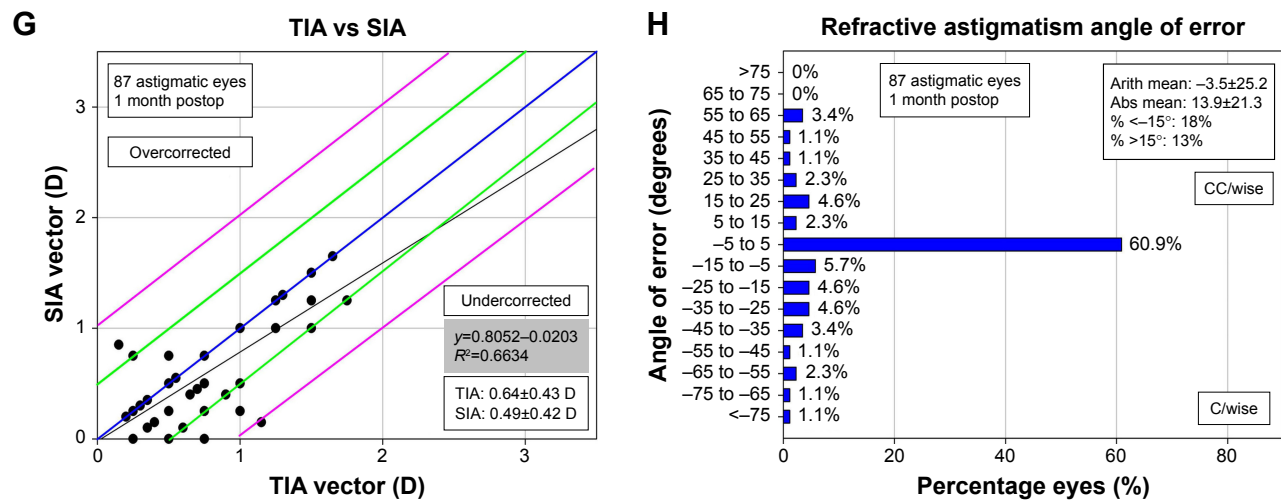 G
TIA vs SIA
87 astigmatic eyes
1 month postop
Overcorrected
Undercorrected
y=0.8052–0.0203
R²=0.6634
TIA: 0.64±0.43 D
SIA: 0.49±0.42 D
SIA vector (D)
3
2
1
0
0
1
2
3
TIA vector (D)
H
Refractive astigmatism angle of error
87 astigmatic eyes
1 month postop
Arith mean: –3.5±25.2
Abs mean: 13.9±21.3
% <–15°: 18%
% >15°: 13%
CC/wise
C/wise
Angle of error (degrees)
>75 0%
65 to 75 0%
55 to 65 3.4%
45 to 55 1.1%
35 to 45 1.1%
25 to 35 2.3%
15 to 25 4.6%
5 to 15 2.3%
–5 to 5 60.9%
–15 to –5 5.7%
–25 to –15 4.6%
–35 to –25 4.6%
–45 to –35 3.4%
–55 to –45 1.1%
–65 to –55 2.3%
–75 to –65 1.1%
<–75 1.1%
0
20
40
60
80
Percentage eyes (%)